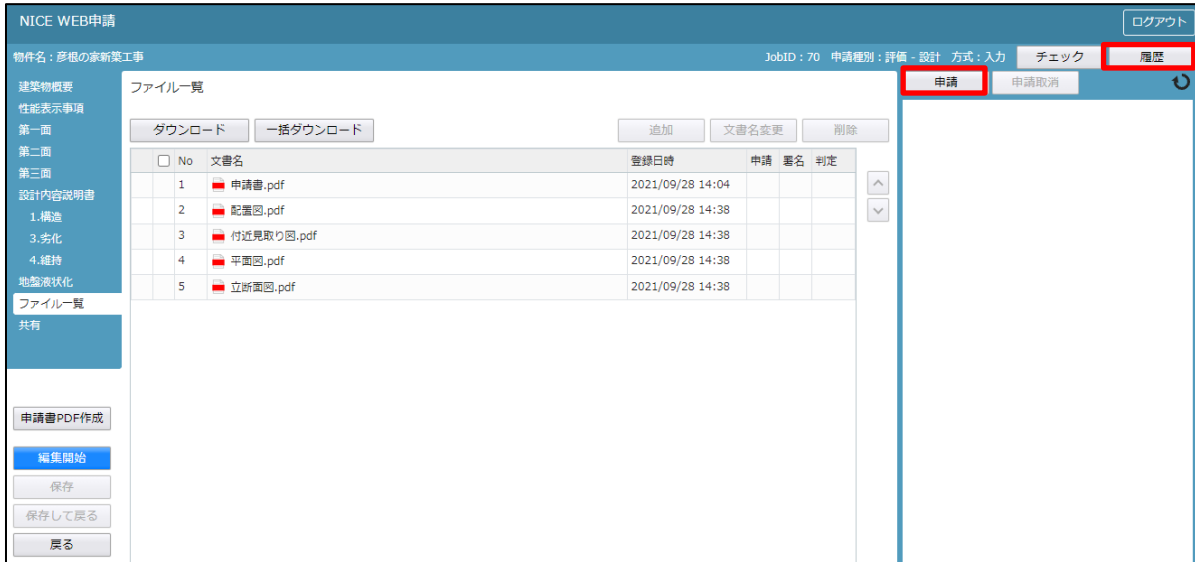 NICE WEB申請
ログアウト
物件名：彦根の家新築工事
JobID：70 申請種別：評価 - 設計 方式：入力
チェック
履歴
建築物概要
性能表示事項
第一面
第二面
第三面
設計内容説明書
1.構造
3.劣化
4.維持
地盤液状化
ファイル一覧
共有
申請書PDF作成
編集開始
保存
保存して戻る
戻る
ファイル一覧
ダウンロード 一括ダウンロード 追加 文書名変更 削除
No 文書名 登録日時 申請 署名 判定
1 申請書.pdf 2021/09/28 14:04
2 配置図.pdf 2021/09/28 14:38
3 付近見取り図.pdf 2021/09/28 14:38
4 平面図.pdf 2021/09/28 14:38
5 立断面図.pdf 2021/09/28 14:38
申請 申請取消